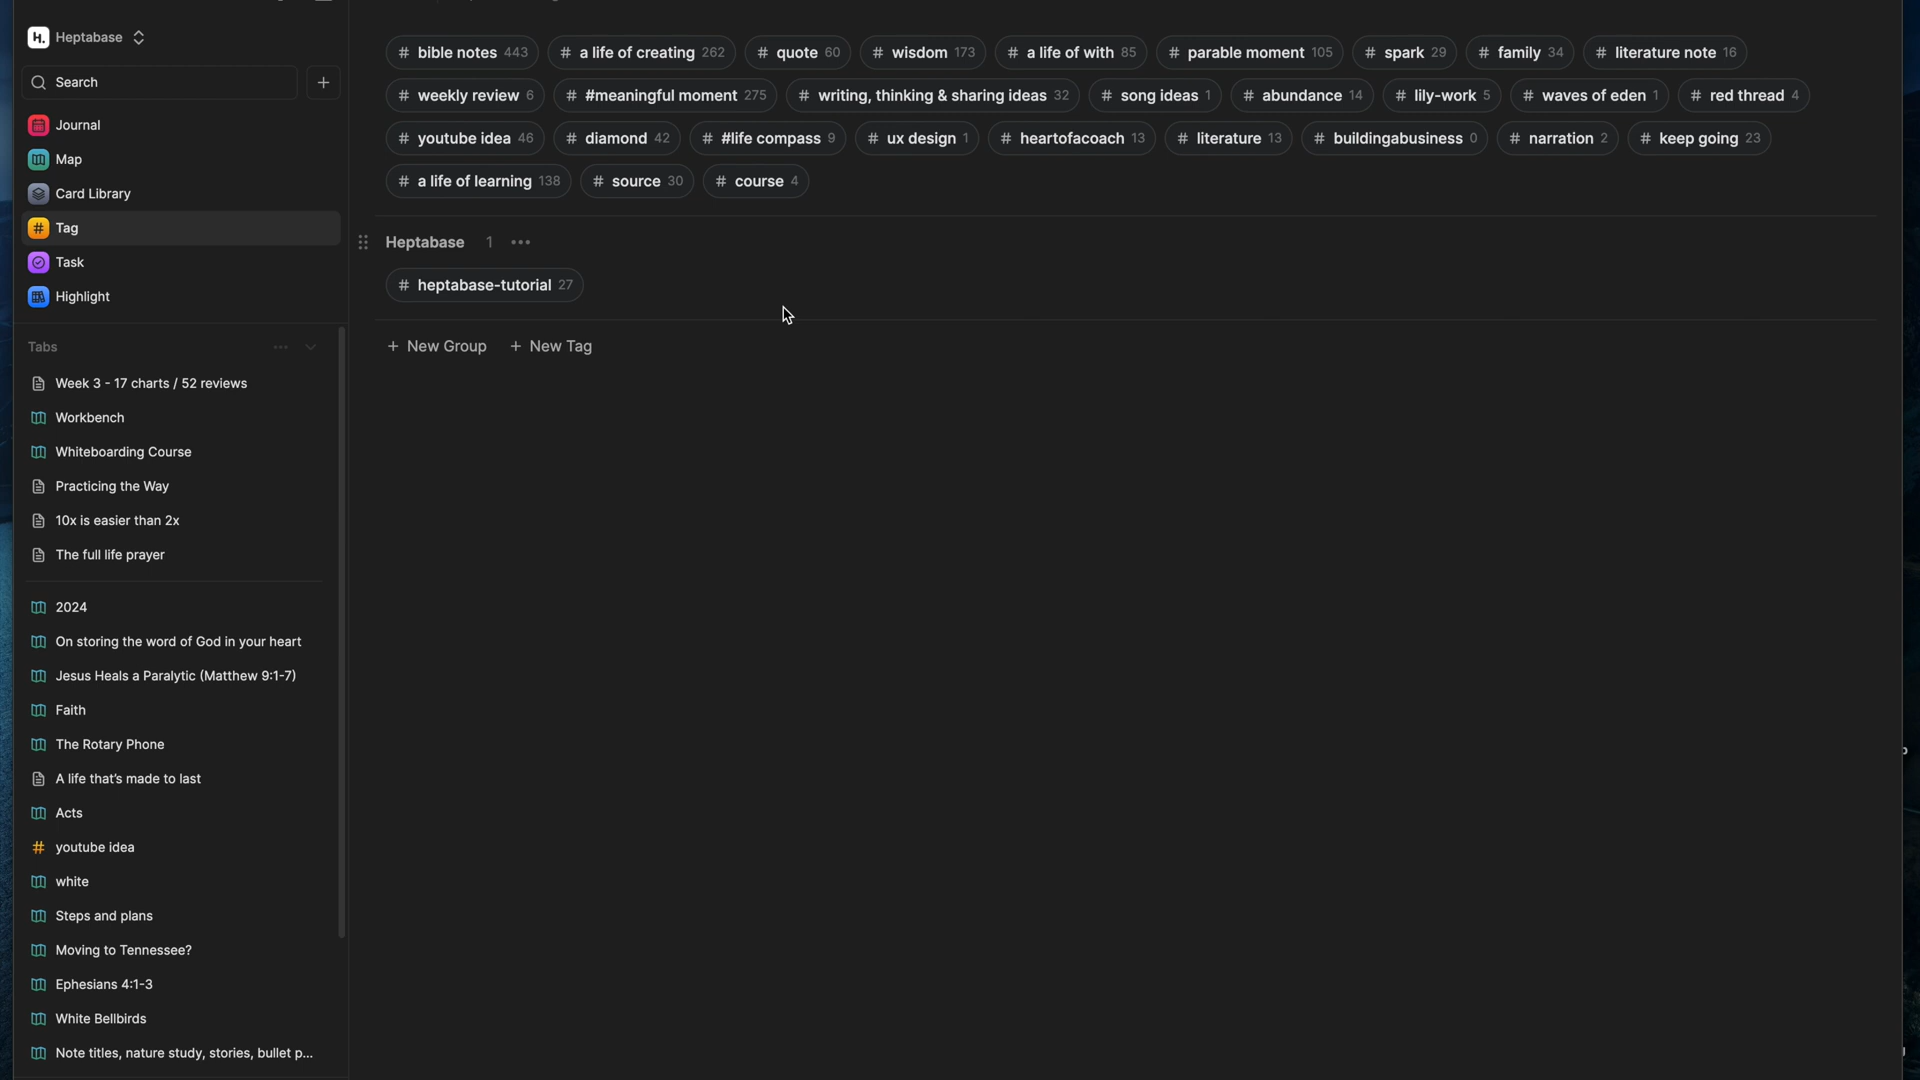 Heptabase
Search
Journal
Map
Card Library
Tag
Task
Highlight
Tabs
Week 3 - 17 charts / 52 reviews
Workbench
Whiteboarding Course
Practicing the Way
10x is easier than 2x
The full life prayer
2024
On storing the word of God in your heart
Jesus Heals a Paralytic (Matthew 9:1-7)
Faith
The Rotary Phone
A life that's made to last
Acts
# youtube idea
white
Steps and plans
Moving to Tennessee?
Ephesians 4:1-3
White Bellbirds
Note titles, nature study, stories, bullet p...
# bible notes 443 # a life of creating 262 # quote 60 # wisdom 173 # a life of with 85 # parable moment 105 # spark 29 # family 34 # literature note 16
# weekly review 6 # #meaningful moment 275 # writing, thinking & sharing ideas 32 # song ideas 1 # abundance 14 # lily-work 5 # waves of eden 1 # red thread 4
# youtube idea 46 # diamond 42 # #life compass 9 # ux design 1 # heartofacoach 13 # literature 13 # buildingabusiness 0 # narration 2 # keep going 23
# a life of learning 138 # source 30 # course 4
Heptabase 1 •••
# heptabase-tutorial 27
+ New Group + New Tag